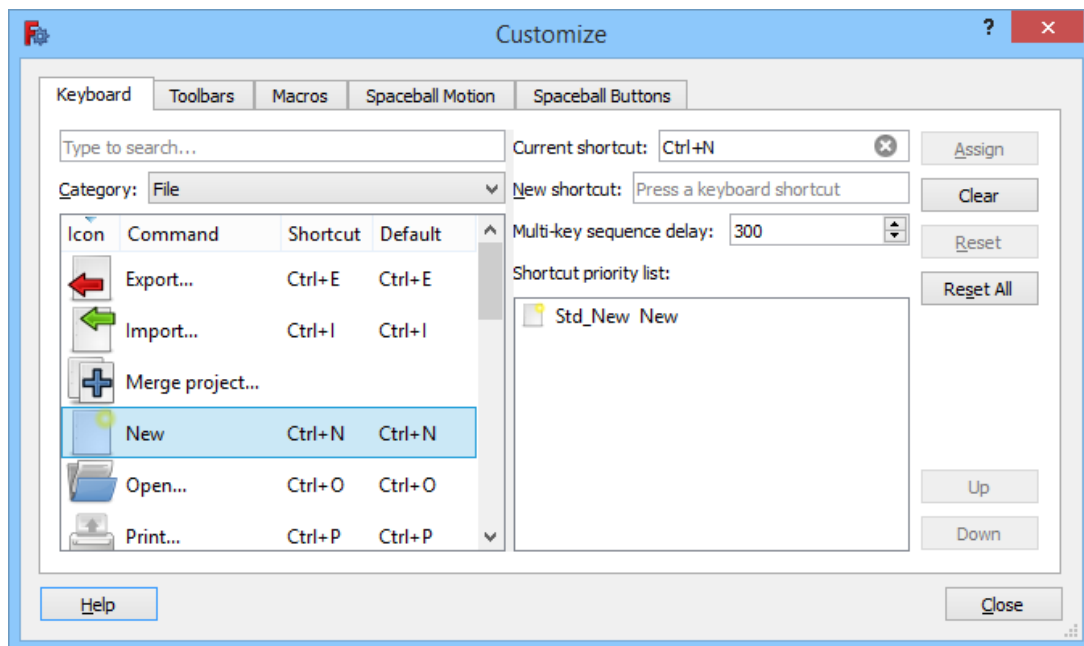 Customize
?
Keyboard Toolbars Macros Spaceball Motion Spaceball Buttons
Type to search...
Category: File
Icon Command Shortcut Default
Export... Ctrl+E Ctrl+E
Import... Ctrl+I Ctrl+I
Merge project...
New Ctrl+N Ctrl+N
Open... Ctrl+O Ctrl+O
Print... Ctrl+P Ctrl+P
Current shortcut: Ctrl+N
New shortcut: Press a keyboard shortcut
Multi-key sequence delay: 300
Shortcut priority list:
Std_New New
Assign
Clear
Reset
Reset All
Up
Down
Help
Close